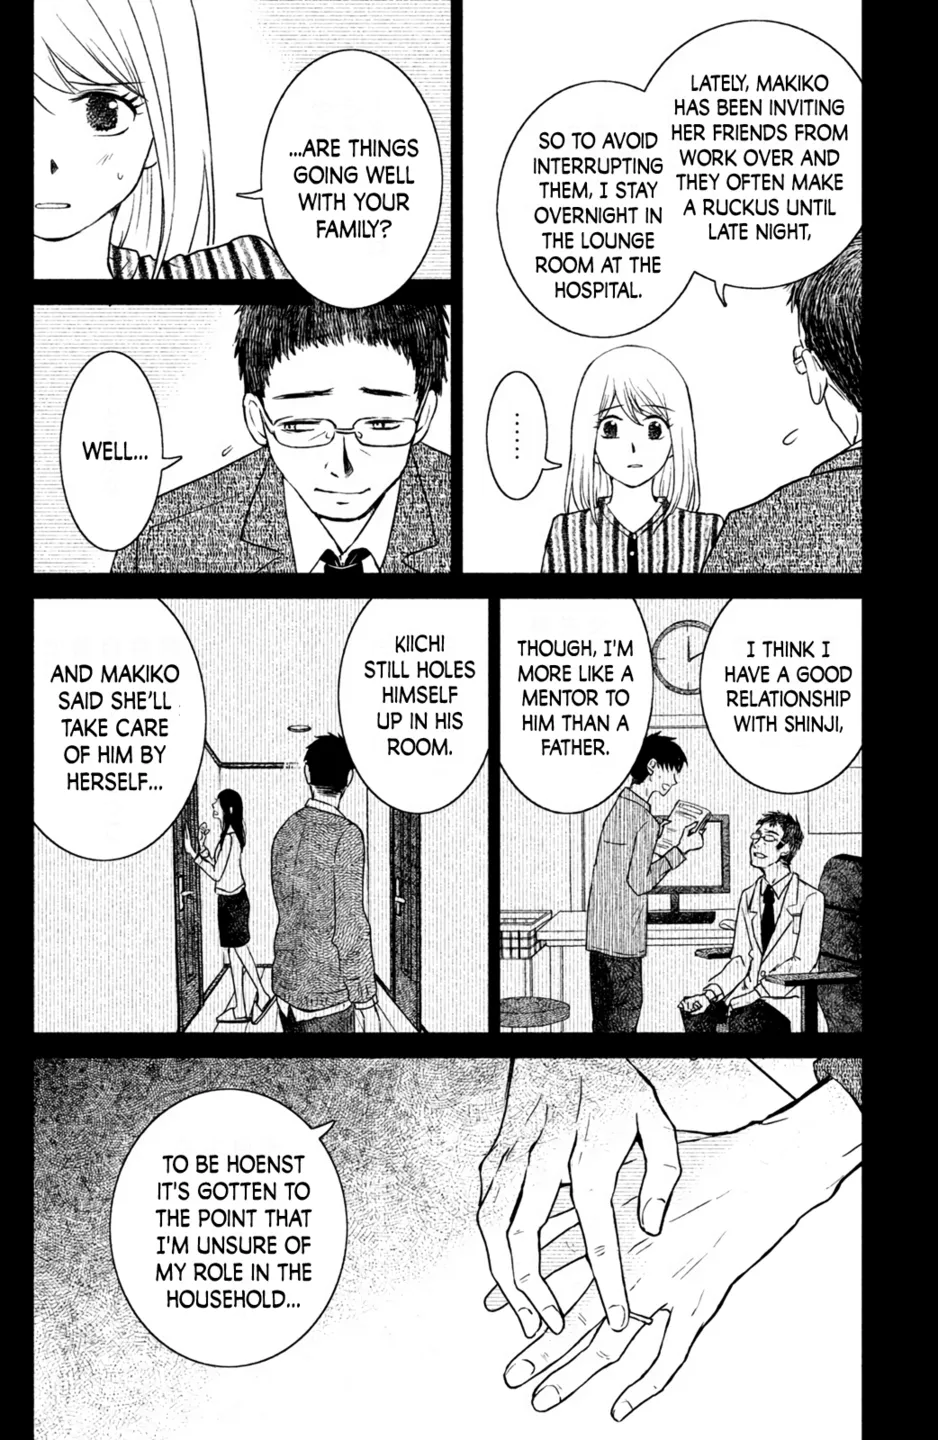 LATELY, MAKIKO
HAS BEEN INVITING
HER FRIENDS FROM
WORK OVER AND
THEY OFTEN MAKE
A RUCKUS UNTIL
LATE NIGHT,
SO TO AVOID
INTERRUPTING
THEM, I STAY
OVERNIGHT IN
THE LOUNGE
ROOM AT THE
HOSPITAL.
......
...ARE THINGS
GOING WELL
WITH YOUR
FAMILY?
WELL...
I THINK I
HAVE A GOOD
RELATIONSHIP
WITH SHINJI,
THOUGH, I'M
MORE LIKE A
MENTOR TO
HIM THAN A
FATHER.
KIICHI
STILL HOLES
HIMSELF
UP IN HIS
ROOM.
AND MAKIKO
SAID SHE'LL
TAKE CARE
OF HIM BY
HERSELF...
TO BE HOENST
IT'S GOTTEN TO
THE POINT THAT
I'M UNSURE OF
MY ROLE IN THE
HOUSEHOLD...